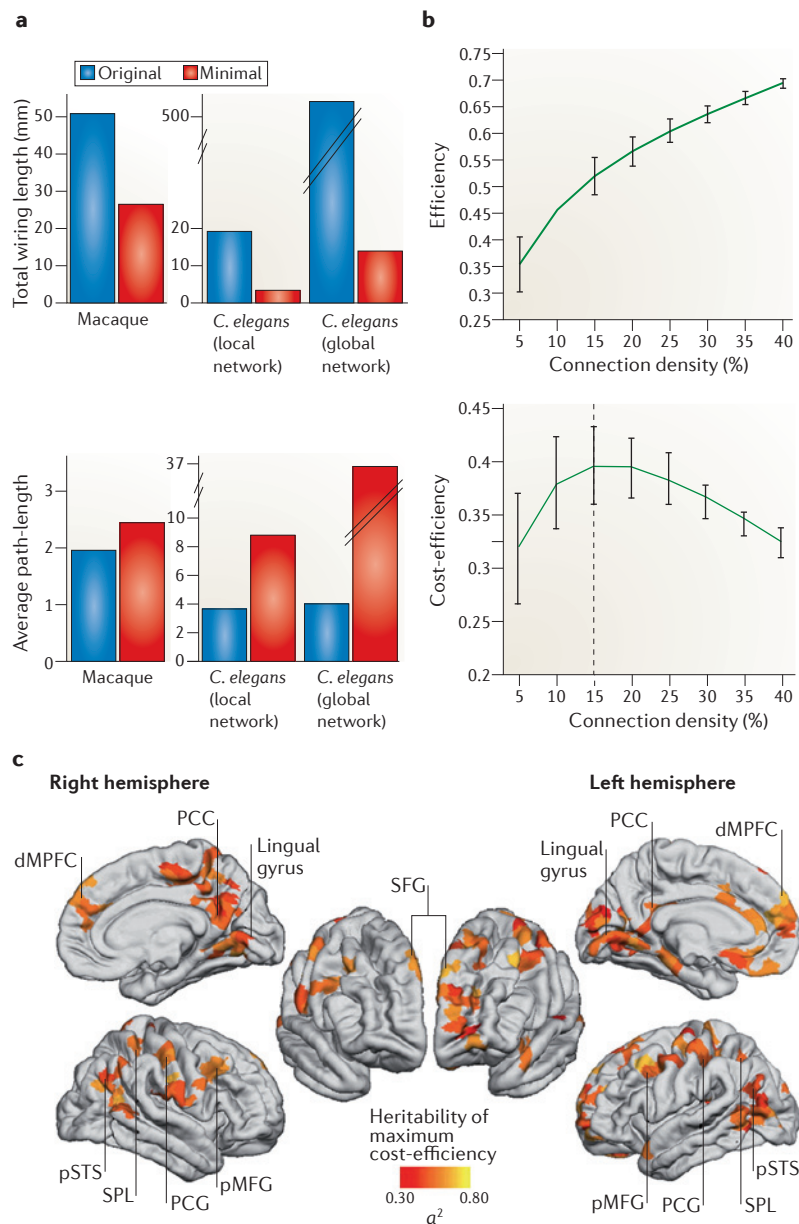 a
Original Minimal
Total wiring length (mm)
50
40
30
20
10
0
500
20
10
0
Macaque
C. elegans
(local
network)
C. elegans
(global
network)
Average path-length
3
2
1
0
37
10
8
6
4
2
0
Macaque
C. elegans
(local
network)
C. elegans
(global
network)
b
Efficiency
0.75
0.7
0.65
0.6
0.55
0.5
0.45
0.4
0.35
0.3
0.25
5 10 15 20 25 30 35 40
Connection density (%)
Cost-efficiency
0.45
0.4
0.35
0.3
0.25
0.2
5 10 15 20 25 30 35 40
Connection density (%)
c
Right hemisphere
PCC
dMPFC
Lingual
gyrus
SFG
Left hemisphere
PCC
dMPFC
Lingual
gyrus
pSTS
SPL
PCG
pMFG
Heritability of
maximum
cost-efficiency
0.30 0.80
a²
pMFG
PCG
SPL
pSTS